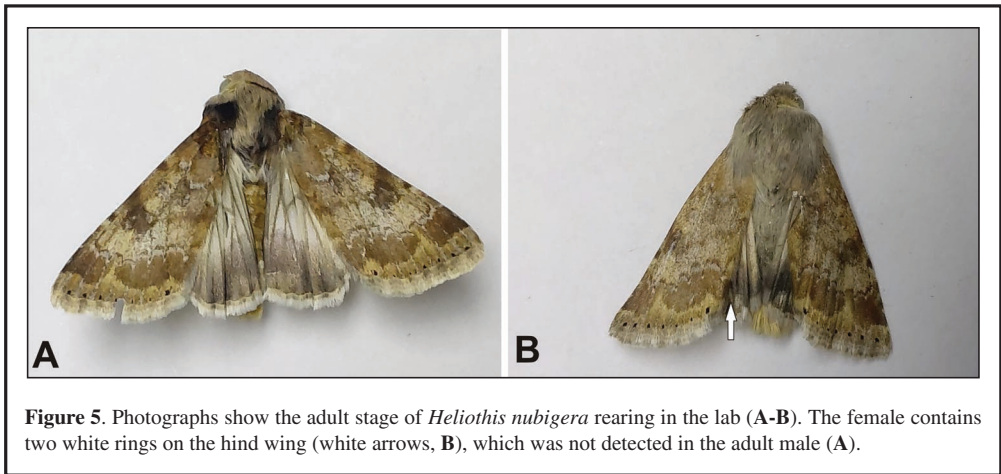 A
B
Figure 5. Photographs show the adult stage of Heliothis nubigera rearing in the lab (A-B). The female contains
two white rings on the hind wing (white arrows, B), which was not detected in the adult male (A).